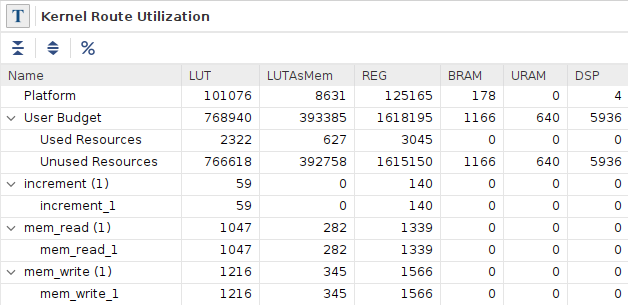 T Kernel Route Utilization
%
Name LUT LUTAsMem REG BRAM URAM DSP
Platform 101076 8631 125165 178 0 4
User Budget 768940 393385 1618195 1166 640 5936
Used Resources 2322 627 3045 0 0 0
Unused Resources 766618 392758 1615150 1166 640 5936
increment (1) 59 0 140 0 0 0
increment_1 59 0 140 0 0 0
mem_read (1) 1047 282 1339 0 0 0
mem_read_1 1047 282 1339 0 0 0
mem_write (1) 1216 345 1566 0 0 0
mem_write_1 1216 345 1566 0 0 0